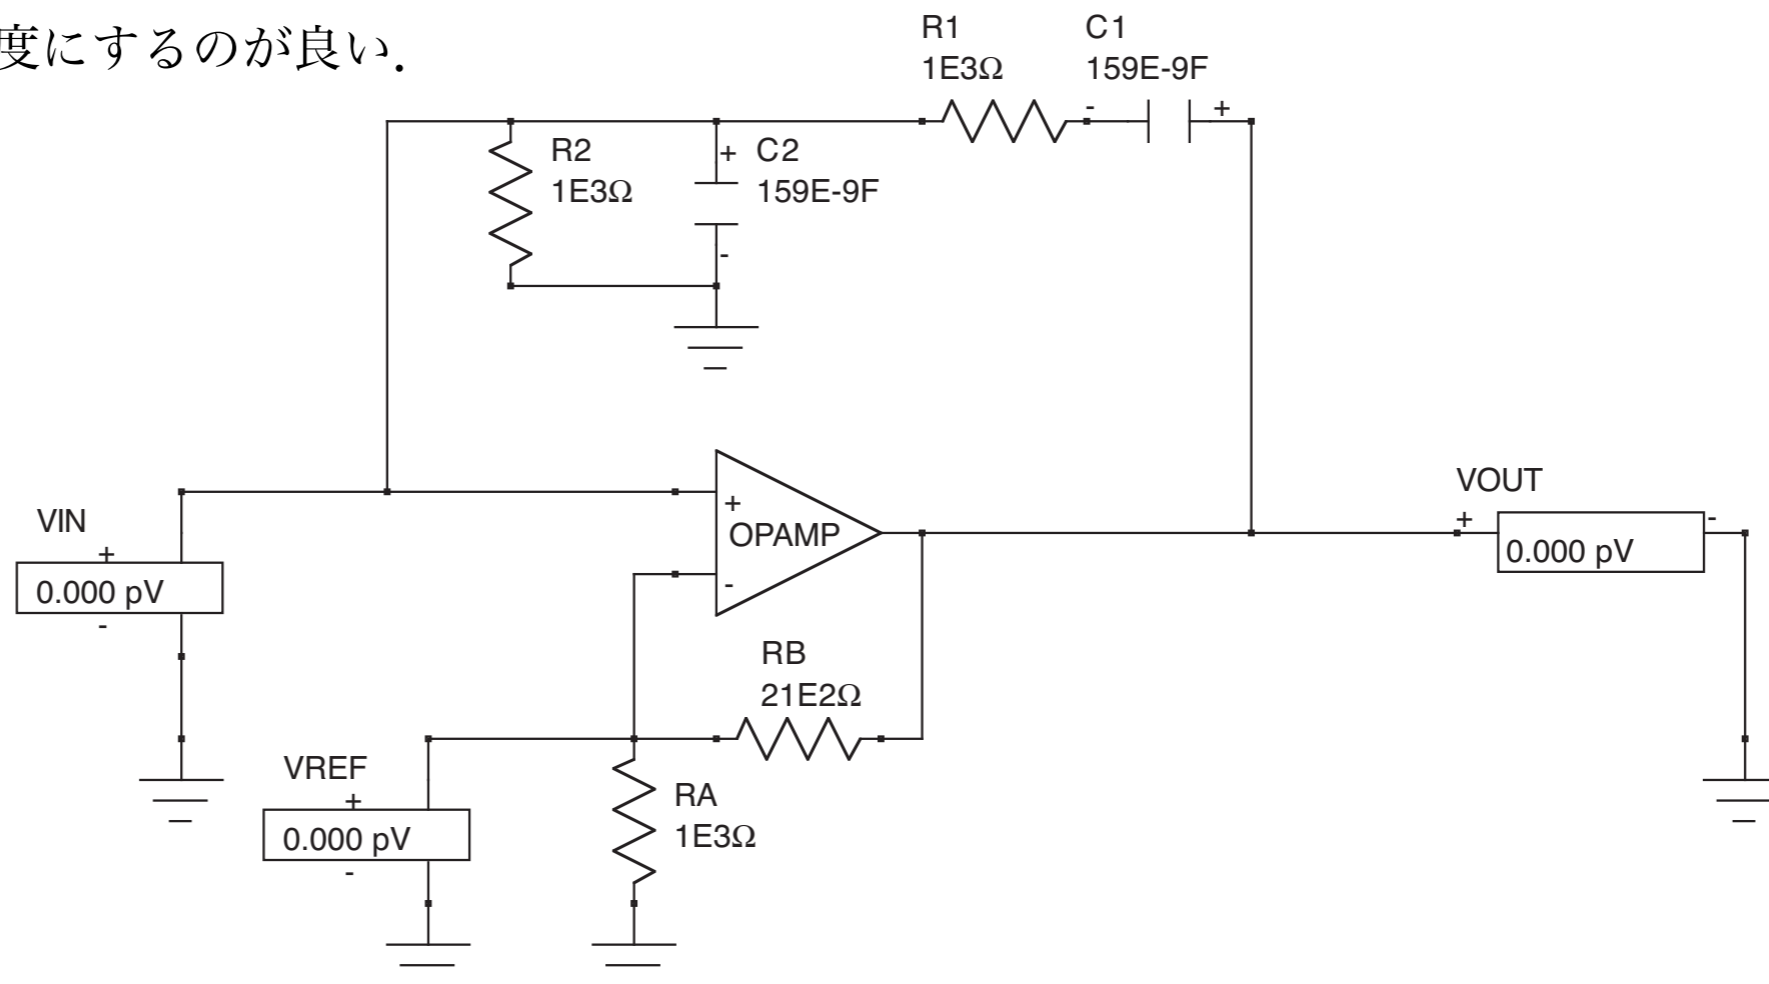 度にするのが良い.
R1
1E3Ω
C1
159E-9F
-
+
R2
1E3Ω
+
C2
159E-9F
-
VIN
+
0.000 pV
-
+
OPAMP
-
VOUT
+
-
0.000 pV
RB
21E2Ω
VREF
+
0.000 pV
-
RA
1E3Ω